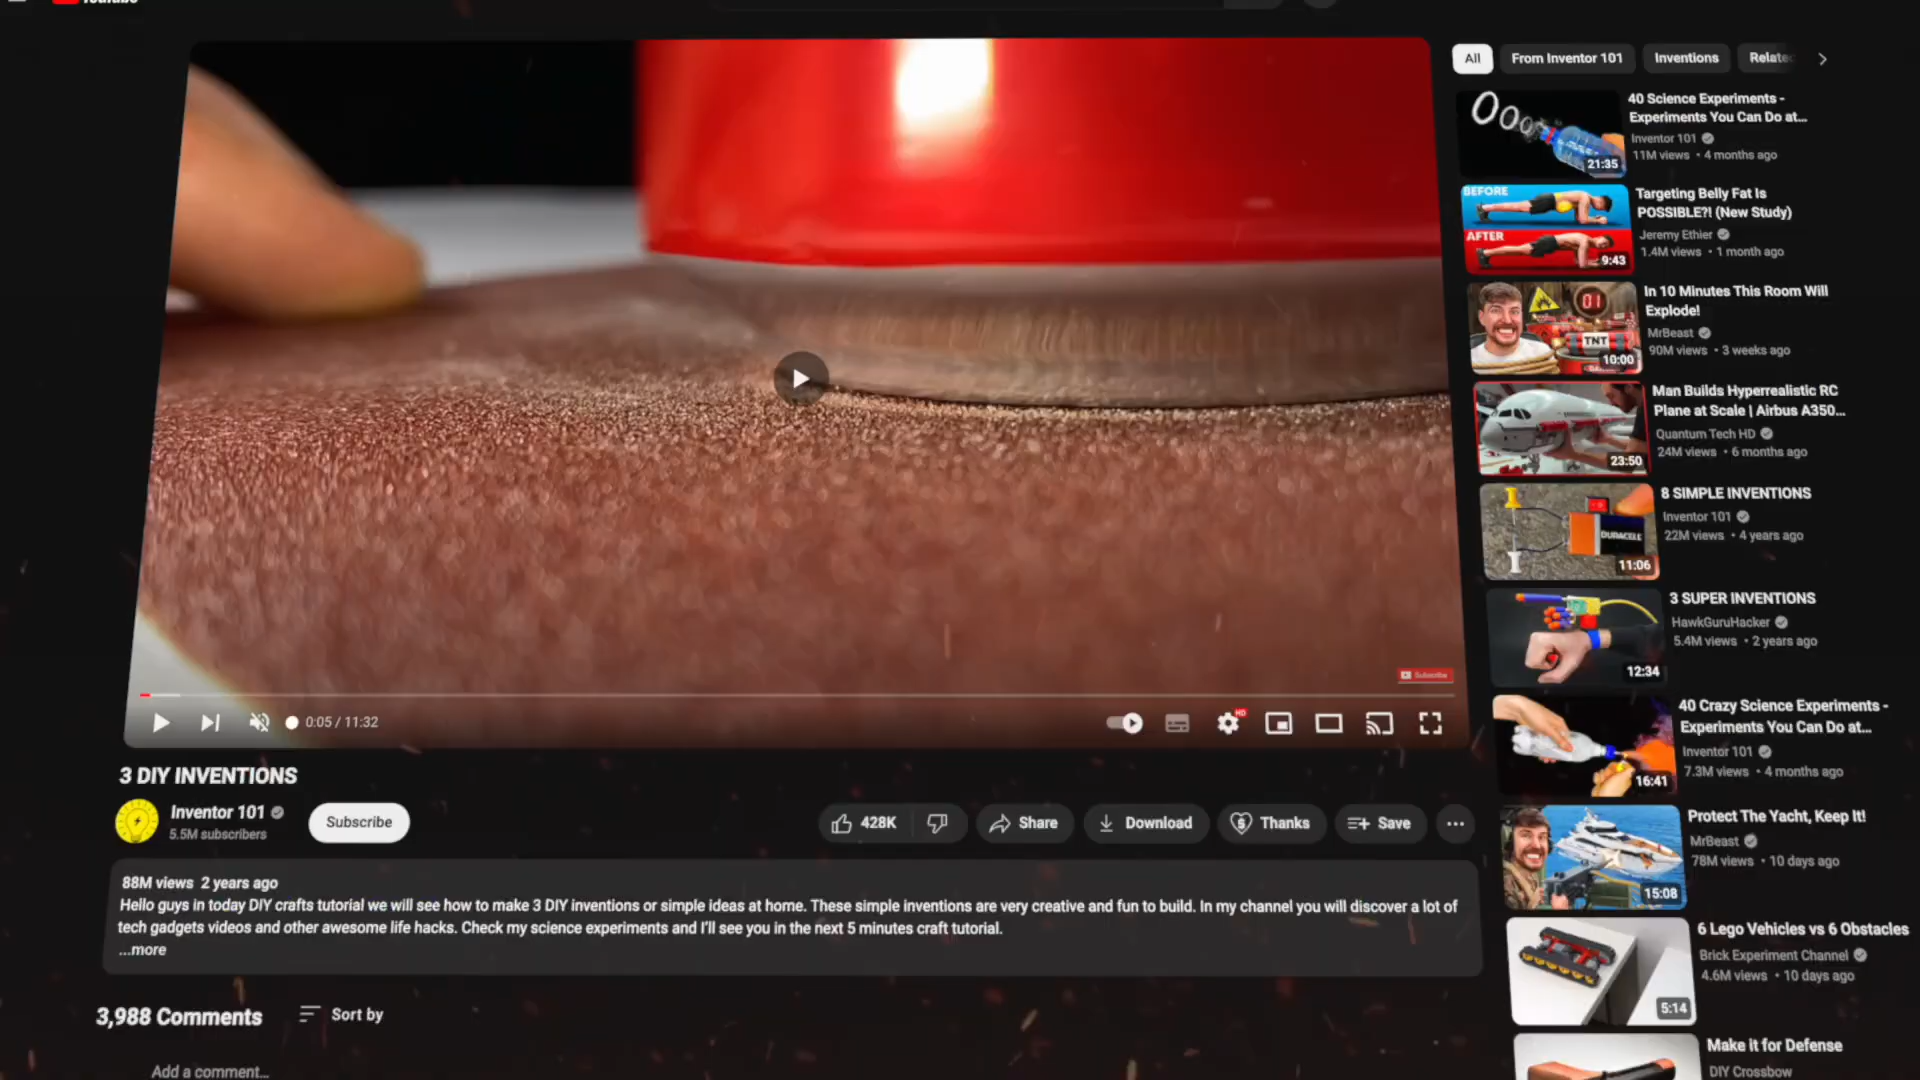 All
From Inventor 101
Inventions
40 Science Experiments -
Experiments You Can Do at...
Inventor 101
11M views • 4 months ago
21:35
BEFORE
AFTER
9:43
Targeting Belly Fat Is
POSSIBLE?! (New Study)
Jeremy Ethier
1.4M views • 1 month ago
01
TNT
10:00
In 10 Minutes This Room Will
Explode!
MrBeast
90M views • 3 weeks ago
23:50
Man Builds Hyperrealistic RC
Plane at Scale | Airbus A350...
Quantum Tech HD
24M views • 6 months ago
DURACELL
11:06
8 SIMPLE INVENTIONS
Inventor 101
22M views • 4 years ago
12:34
3 SUPER INVENTIONS
HawkGuruHacker
5.4M views • 2 years ago
16:41
40 Crazy Science Experiments -
Experiments You Can Do at...
Inventor 101
7.3M views • 4 months ago
15:08
Protect The Yacht, Keep It!
MrBeast
78M views • 10 days ago
5:14
6 Lego Vehicles vs 6 Obstacles
Brick Experiment Channel
4.6M views • 10 days ago
Make it for Defense
DIY Crossbow
Subscribe
0:05 / 11:32
HD
3 DIY INVENTIONS
Inventor 101
5.5M subscribers
Subscribe
428K
Share
Download
Thanks
Save
88M views 2 years ago
Hello guys in today DIY crafts tutorial we will see how to make 3 DIY inventions or simple ideas at home. These simple inventions are very creative and fun to build. In my channel you will discover a lot of
tech gadgets videos and other awesome life hacks. Check my science experiments and I'll see you in the next 5 minutes craft tutorial.
...more
3,988 Comments
Sort by
Add a comment...